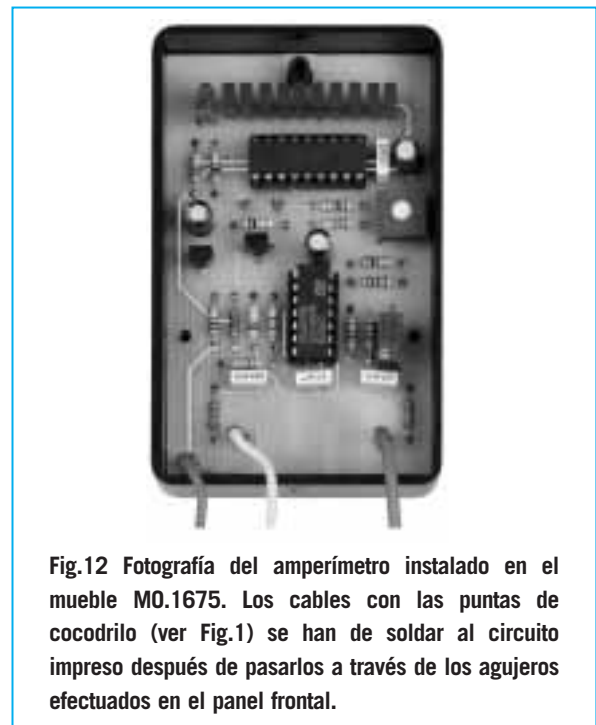 Fig.12 Fotografía del amperímetro instalado en el
mueble MO.1675. Los cables con las puntas de
cocodrilo (ver Fig.1) se han de soldar al circuito
impreso después de pasarlos a través de los agujeros
efectuados en el panel frontal.